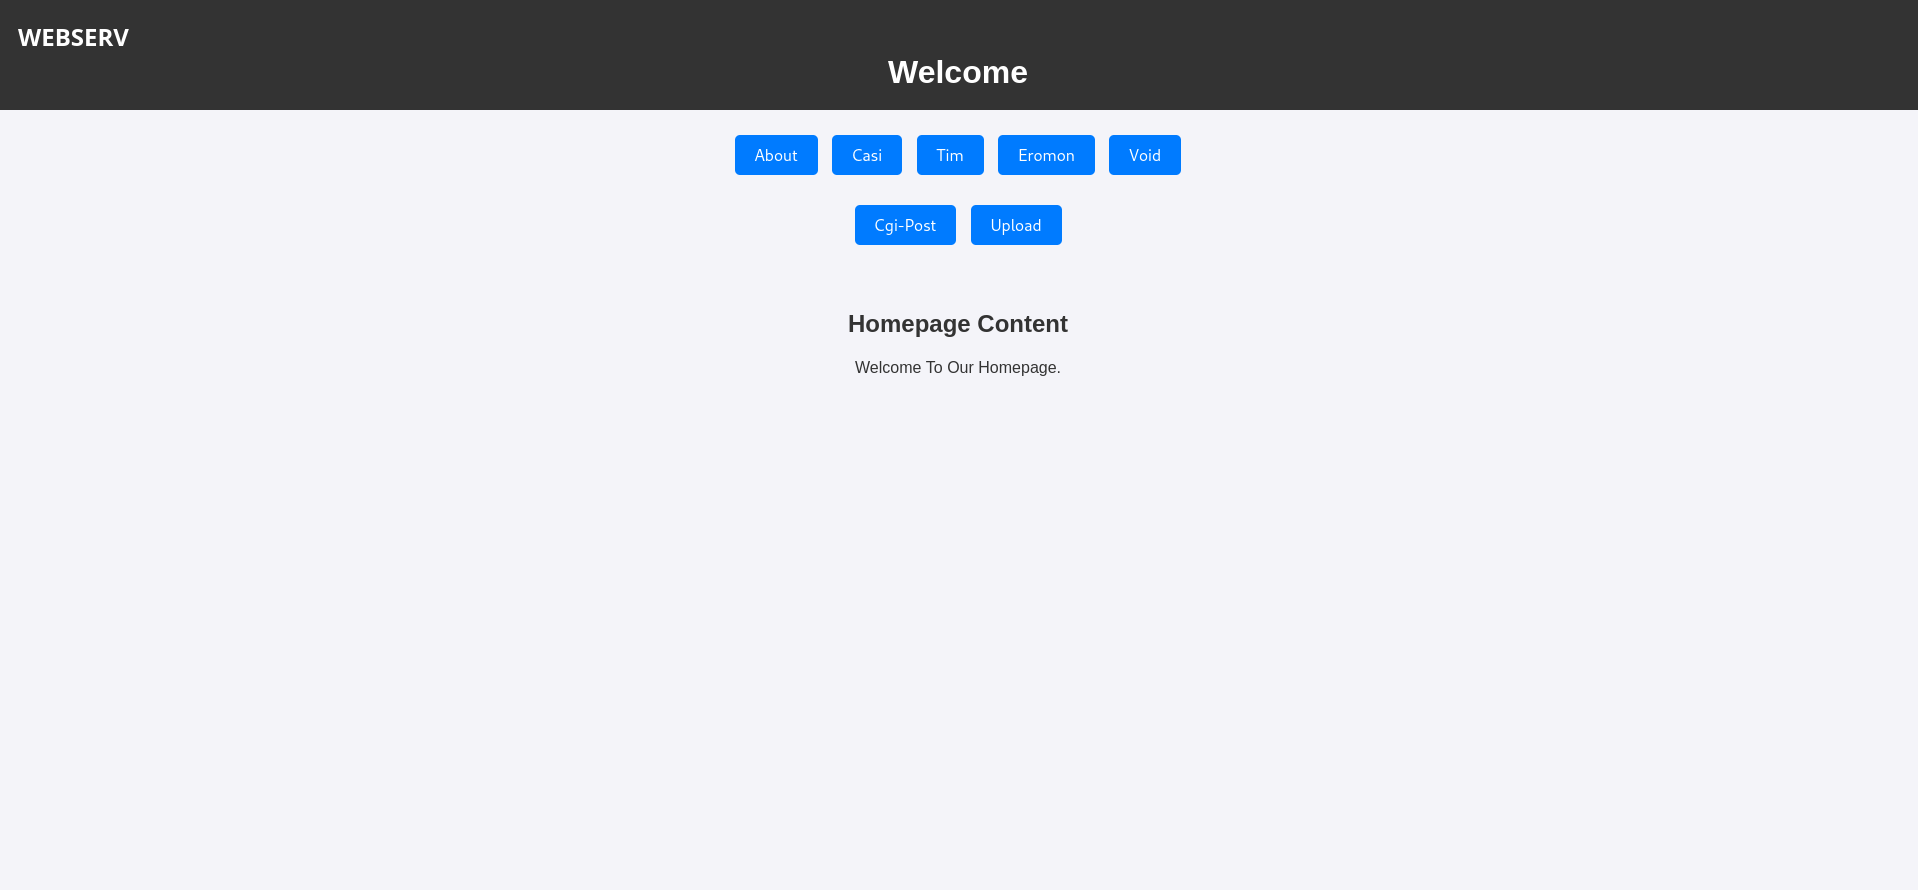 WEBSERV
Welcome
About Casi Tim Eromon Void
Cgi-Post Upload
Homepage Content
Welcome To Our Homepage.